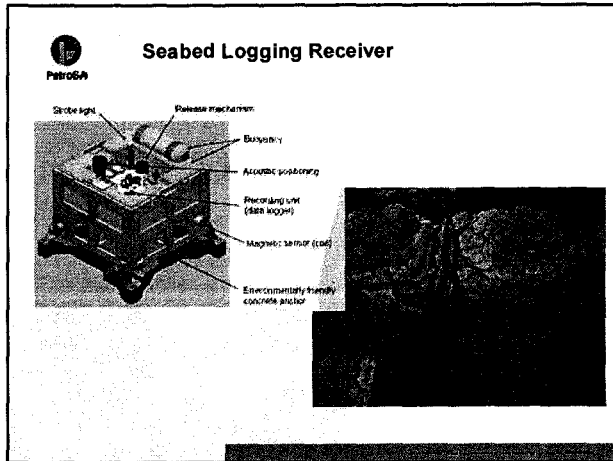 Seabed Logging Receiver
PetroSA
Strobe light
Release mechanism
Buoyancy
Acoustic positioning
Recording unit
(data logger)
Magnetic sensor (coil)
Environmentally friendly
concrete anchor